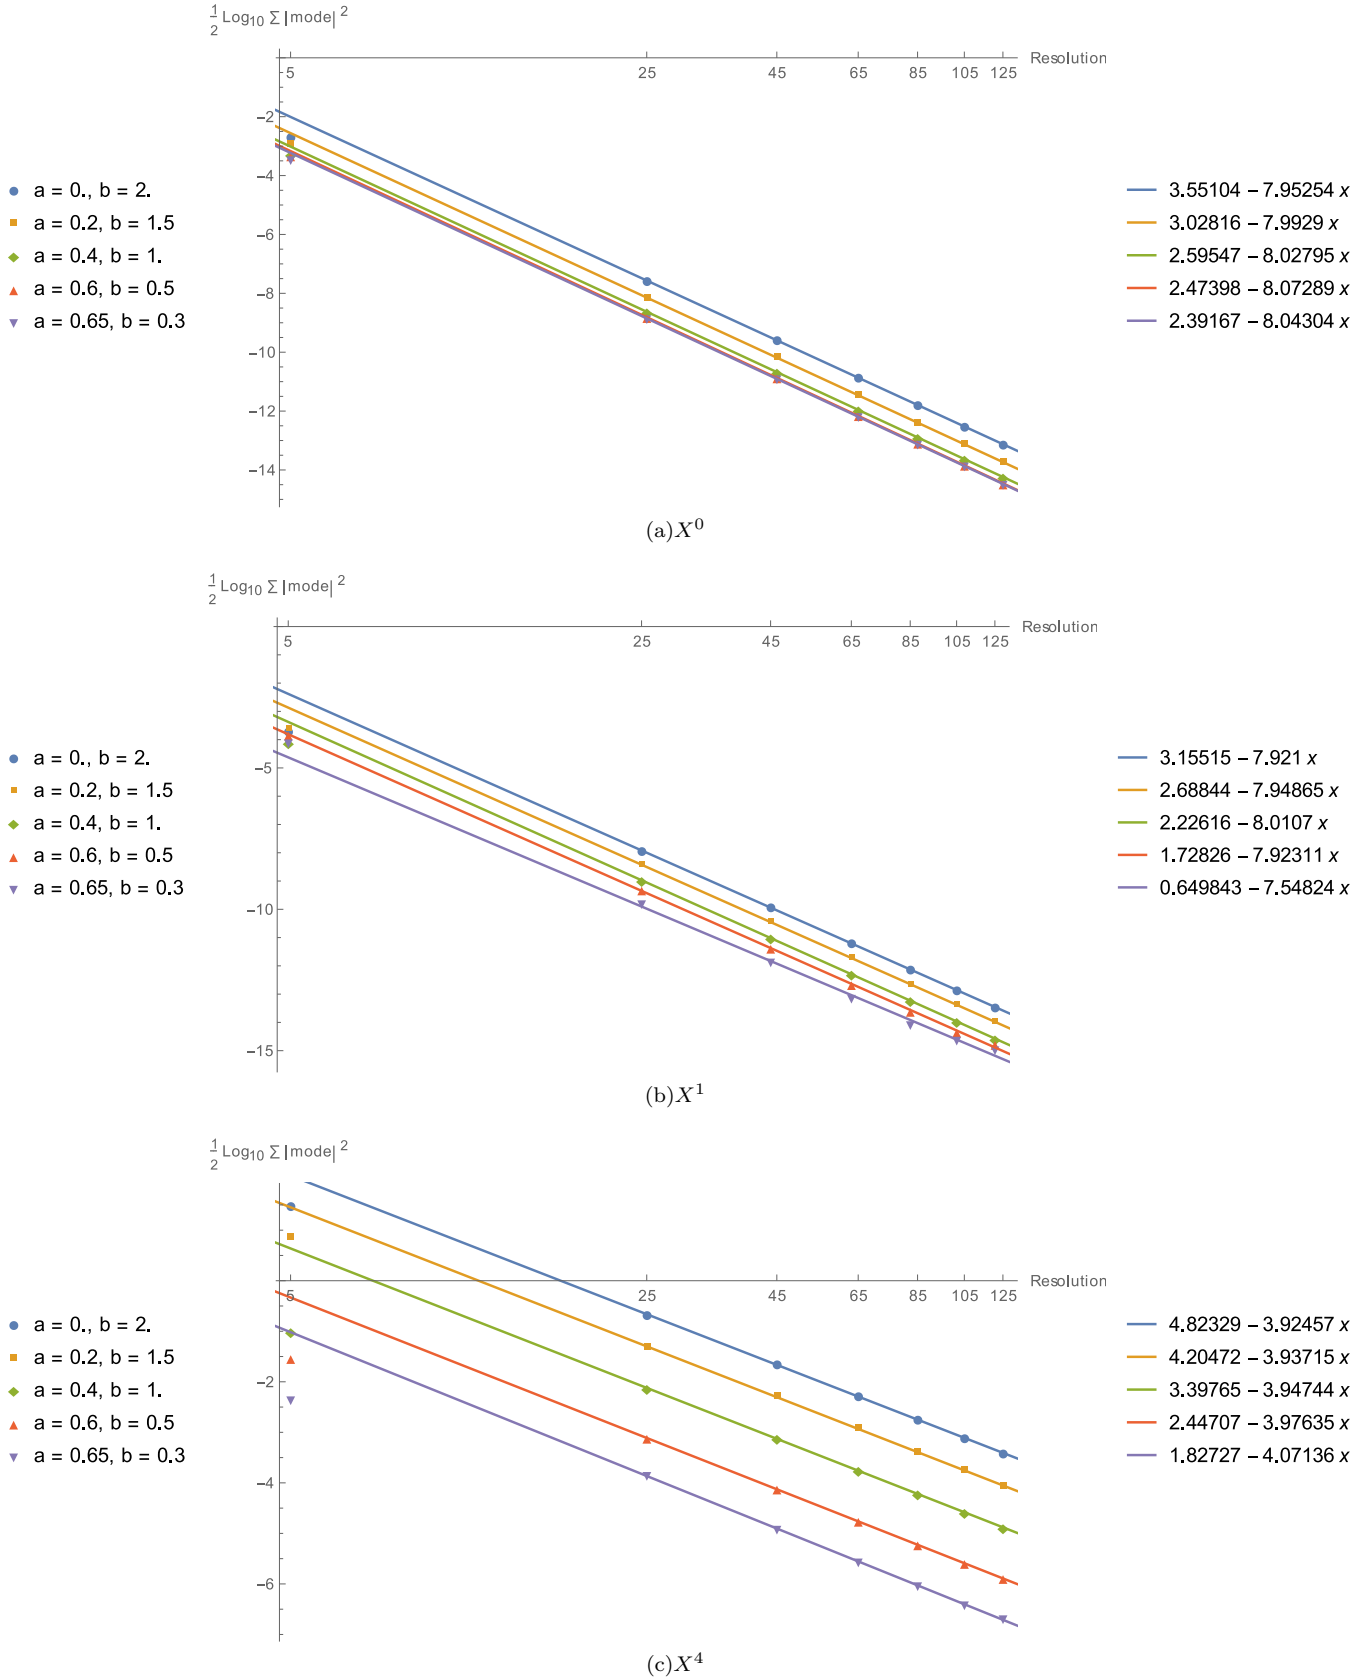 1/2 Log10 Σ |mode|^2
Resolution
5 25 45 65 85 105 125
−2
−4
−6
−8
−10
−12
−14
a = 0., b = 2.
a = 0.2, b = 1.5
a = 0.4, b = 1.
a = 0.6, b = 0.5
a = 0.65, b = 0.3
3.55104 − 7.95254 x
3.02816 − 7.9929 x
2.59547 − 8.02795 x
2.47398 − 8.07289 x
2.39167 − 8.04304 x
(a)X^0
1/2 Log10 Σ |mode|^2
Resolution
5 25 45 65 85 105 125
−5
−10
−15
a = 0., b = 2.
a = 0.2, b = 1.5
a = 0.4, b = 1.
a = 0.6, b = 0.5
a = 0.65, b = 0.3
3.15515 − 7.921 x
2.68844 − 7.94865 x
2.22616 − 8.0107 x
1.72826 − 7.92311 x
0.649843 − 7.54824 x
(b)X^1
1/2 Log10 Σ |mode|^2
Resolution
5 25 45 65 85 105 125
−2
−4
−6
a = 0., b = 2.
a = 0.2, b = 1.5
a = 0.4, b = 1.
a = 0.6, b = 0.5
a = 0.65, b = 0.3
4.82329 − 3.92457 x
4.20472 − 3.93715 x
3.39765 − 3.94744 x
2.44707 − 3.97635 x
1.82727 − 4.07136 x
(c)X^4